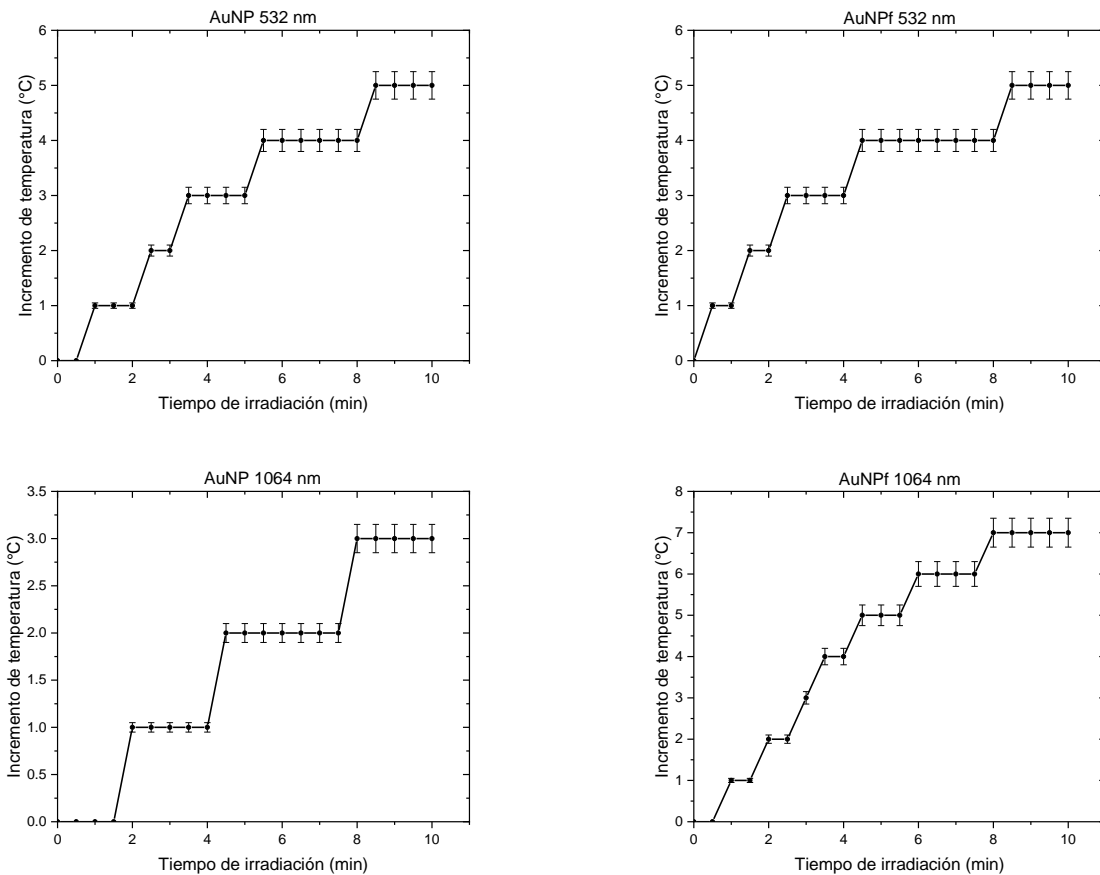 AuNP 532 nm
6
5
4
3
2
1
0
Incremento de temperatura (°C)
0 2 4 6 8 10
Tiempo de irradiación (min)
AuNPf 532 nm
6
5
4
3
2
1
0
Incremento de temperatura (°C)
0 2 4 6 8 10
Tiempo de irradiación (min)
AuNP 1064 nm
3.5
3.0
2.5
2.0
1.5
1.0
0.5
0.0
Incremento de temperatura (°C)
0 2 4 6 8 10
Tiempo de irradiación (min)
AuNPf 1064 nm
8
7
6
5
4
3
2
1
0
Incremento de temperatura (°C)
0 2 4 6 8 10
Tiempo de irradiación (min)